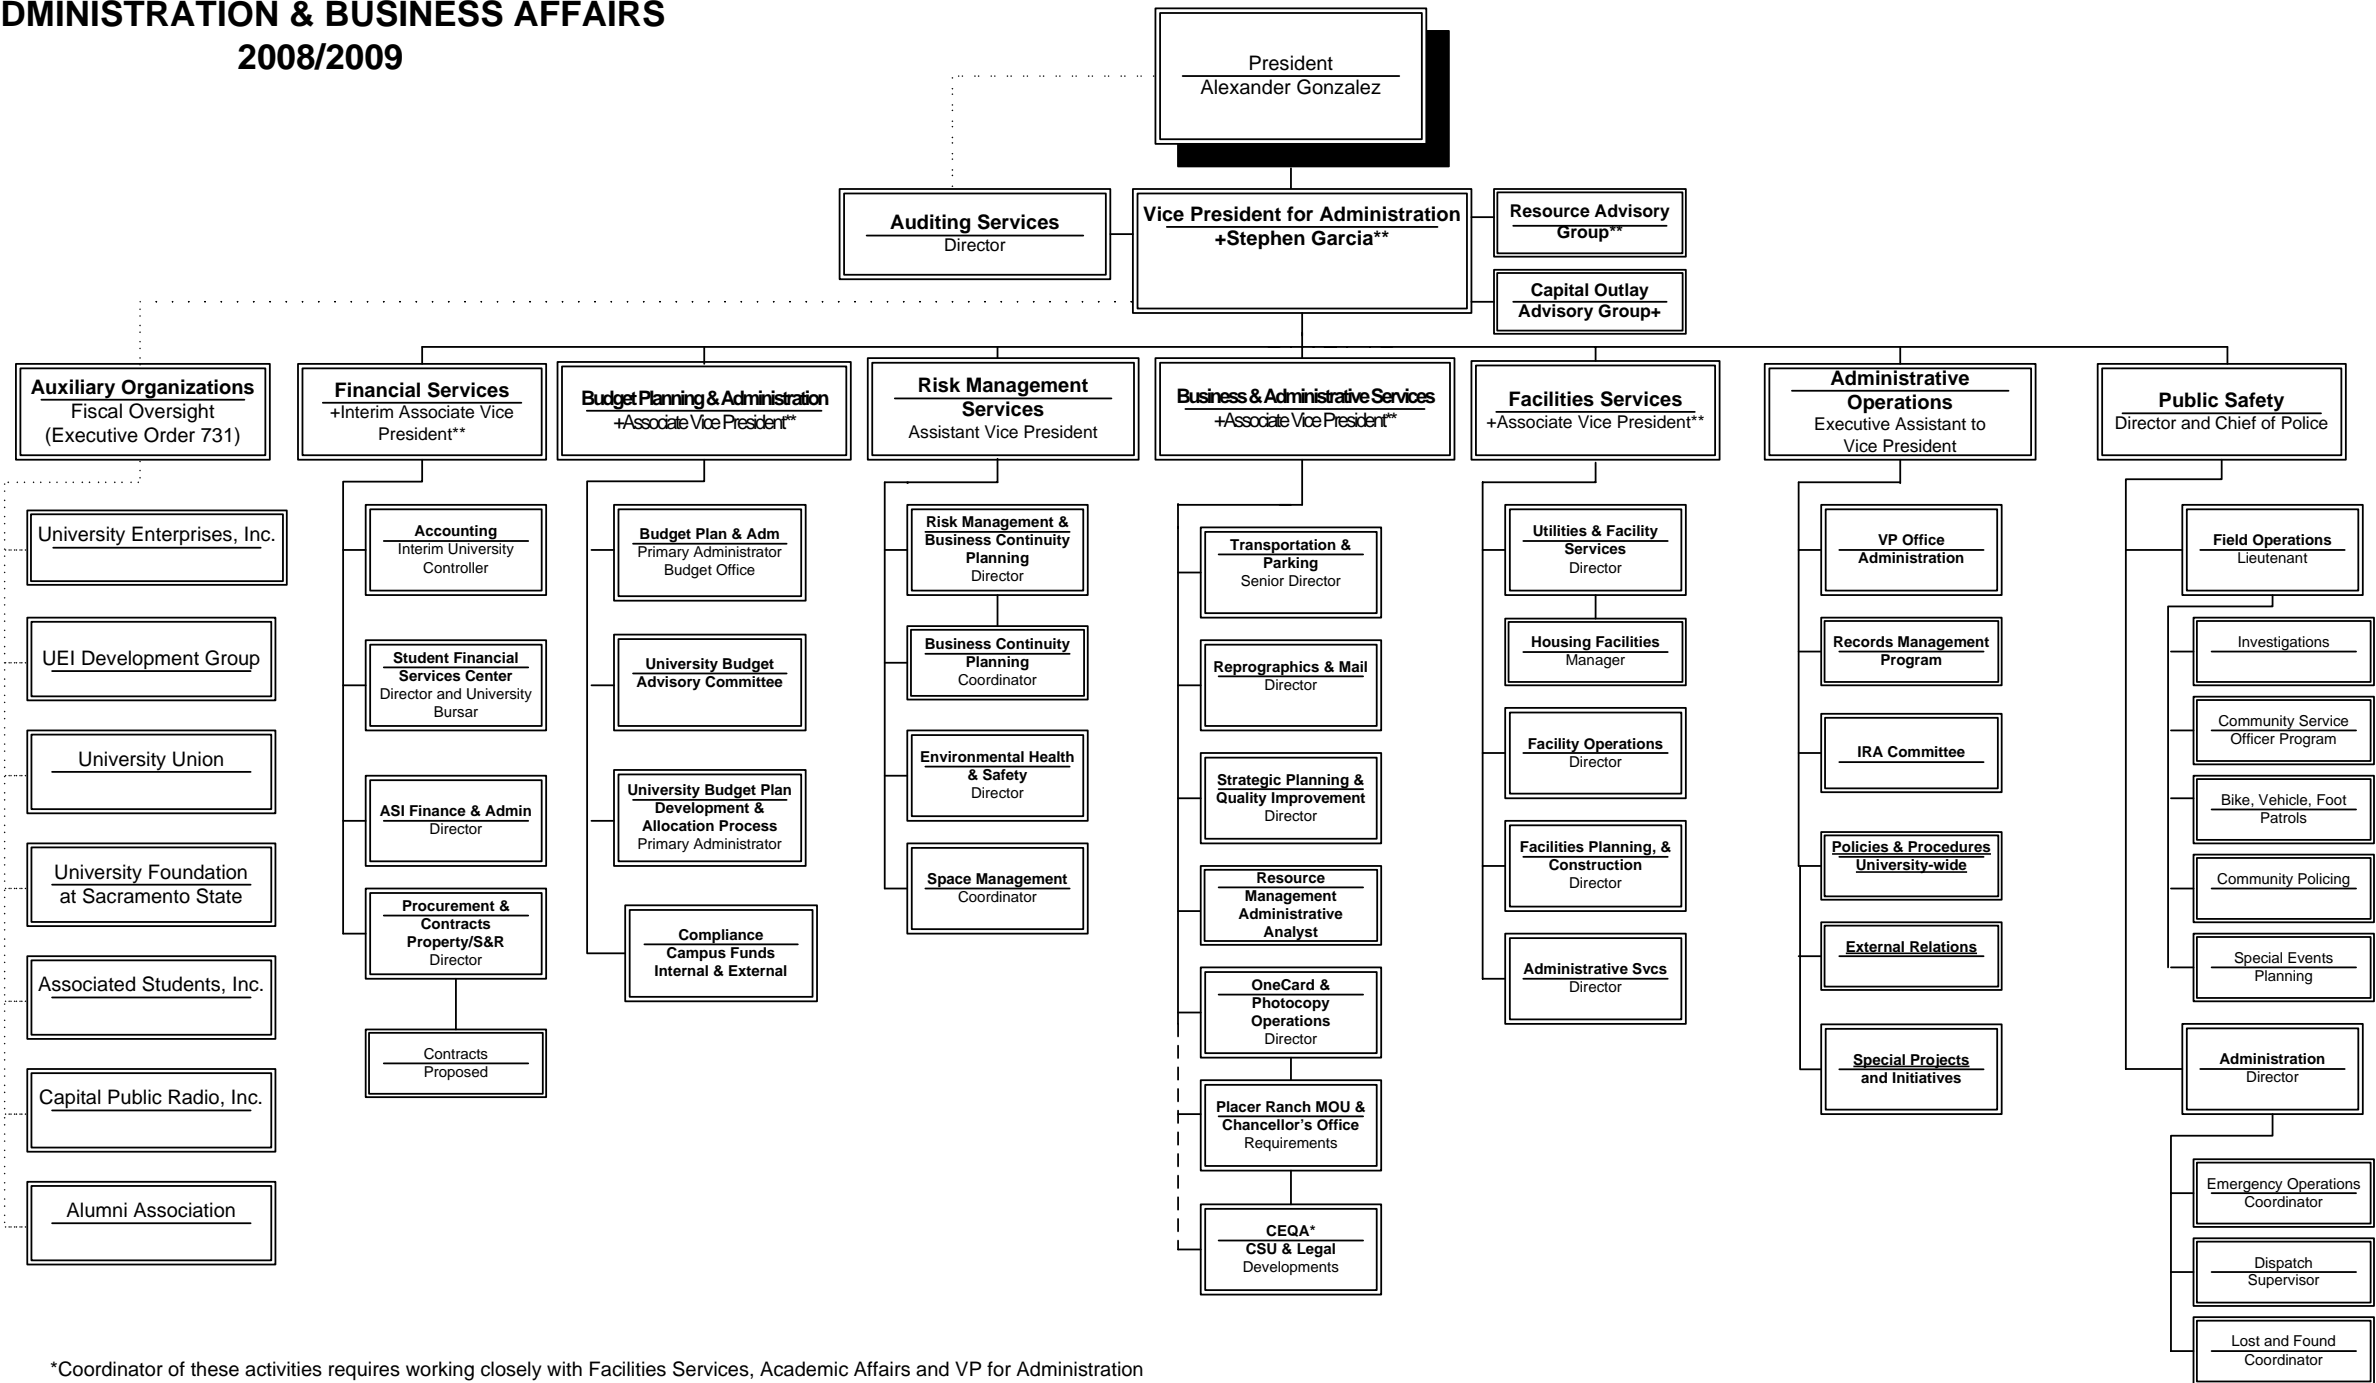 DMINISTRATION & BUSINESS AFFAIRS
2008/2009
President
Alexander Gonzalez
Auditing Services
Director
Vice President for Administration
+Stephen Garcia**
Resource Advisory
Group**
Capital Outlay
Advisory Group+
Auxiliary Organizations
Fiscal Oversight
(Executive Order 731)
Financial Services
+Interim Associate Vice
President**
Budget Planning & Administration
+Associate Vice President**
Risk Management
Services
Assistant Vice President
Business & Administrative Services
+Associate Vice President**
Facilities Services
+Associate Vice President**
Administrative
Operations
Executive Assistant to
Vice President
Public Safety
Director and Chief of Police
University Enterprises, Inc.
UEI Development Group
University Union
University Foundation
at Sacramento State
Associated Students, Inc.
Capital Public Radio, Inc.
Alumni Association
Accounting
Interim University
Controller
Student Financial
Services Center
Director and University
Bursar
ASI Finance & Admin
Director
Procurement &
Contracts
Property/S&R
Director
Contracts
Proposed
Budget Plan & Adm
Primary Administrator
Budget Office
University Budget
Advisory Committee
University Budget Plan
Development &
Allocation Process
Primary Administrator
Compliance
Campus Funds
Internal & External
Risk Management &
Business Continuity
Planning
Director
Business Continuity
Planning
Coordinator
Environmental Health
& Safety
Director
Space Management
Coordinator
Transportation &
Parking
Senior Director
Reprographics & Mail
Director
Strategic Planning &
Quality Improvement
Director
Resource
Management
Administrative
Analyst
OneCard &
Photocopy
Operations
Director
Placer Ranch MOU &
Chancellor's Office
Requirements
CEQA*
CSU & Legal
Developments
Utilities & Facility
Services
Director
Housing Facilities
Manager
Facility Operations
Director
Facilities Planning, &
Construction
Director
Administrative Svcs
Director
VP Office
Administration
Records Management
Program
IRA Committee
Policies & Procedures
University-wide
External Relations
Special Projects
and Initiatives
Field Operations
Lieutenant
Investigations
Community Service
Officer Program
Bike, Vehicle, Foot
Patrols
Community Policing
Special Events
Planning
Administration
Director
Emergency Operations
Coordinator
Dispatch
Supervisor
Lost and Found
Coordinator
*Coordinator of these activities requires working closely with Facilities Services, Academic Affairs and VP for Administration